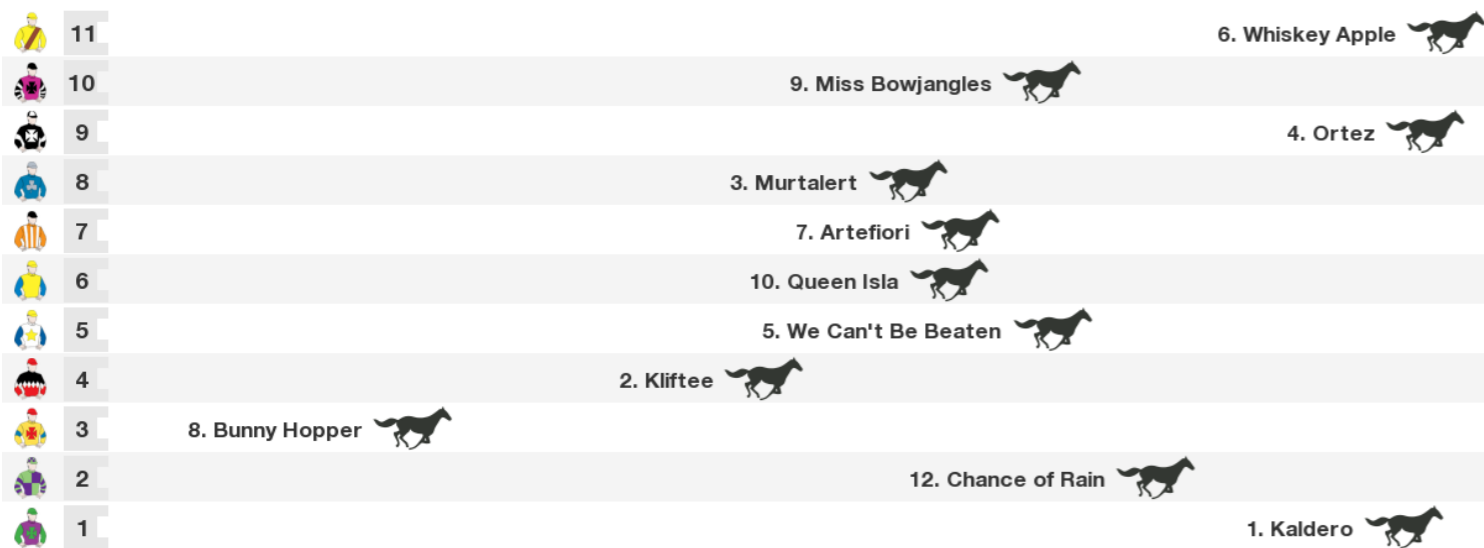 11 6. Whiskey Apple
10 9. Miss Bowjangles
9 4. Ortez
8 3. Murtalert
7 7. Artefiori
6 10. Queen Isla
5 5. We Can't Be Beaten
4 2. Kliftee
3 8. Bunny Hopper
2 12. Chance of Rain
1 1. Kaldero